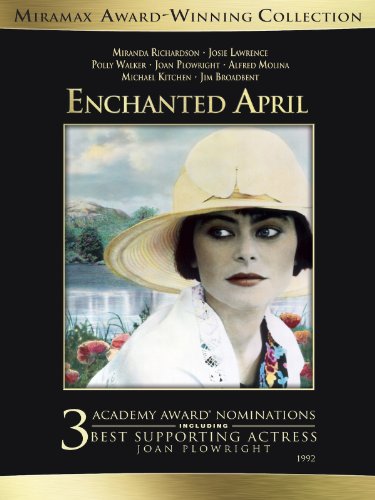 MIRAMAX AWARD-WINNING COLLECTION
MIRANDA RICHARDSON · JOSIE LAWRENCE
POLLY WALKER · JOAN PLOWRIGHT · ALFRED MOLINA
MICHAEL KITCHEN · JIM BROADBENT
ENCHANTED APRIL
3 ACADEMY AWARD® NOMINATIONS
INCLUDING
BEST SUPPORTING ACTRESS
JOAN PLOWRIGHT
1992